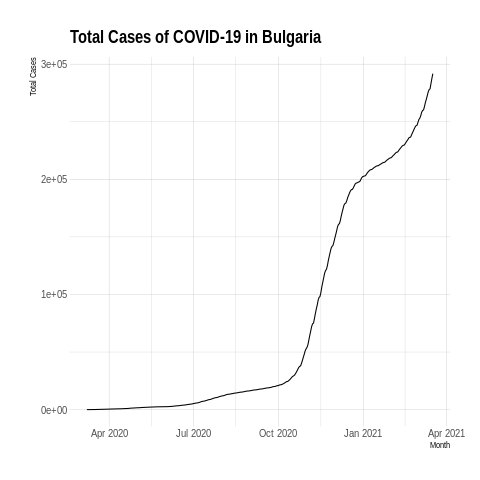 Total Cases of COVID-19 in Bulgaria
Total Cases
3e+05
2e+05
1e+05
0e+00
Apr 2020 Jul 2020 Oct 2020 Jan 2021 Apr 2021
Month